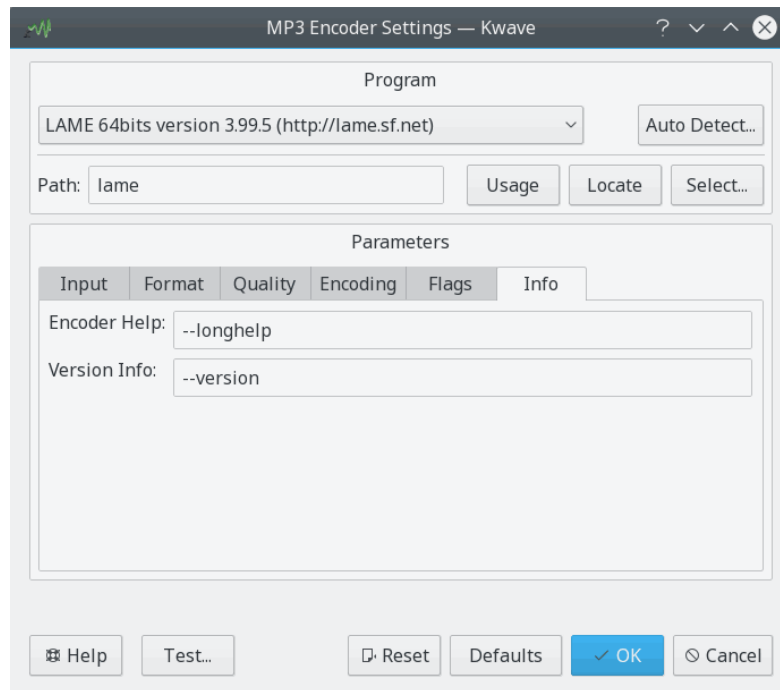 MP3 Encoder Settings — Kwave
Program
LAME 64bits version 3.99.5 (http://lame.sf.net)
Auto Detect...
Path: lame
Usage
Locate
Select...
Parameters
Input Format Quality Encoding Flags Info
Encoder Help: --longhelp
Version Info: --version
Help Test... Reset Defaults OK Cancel